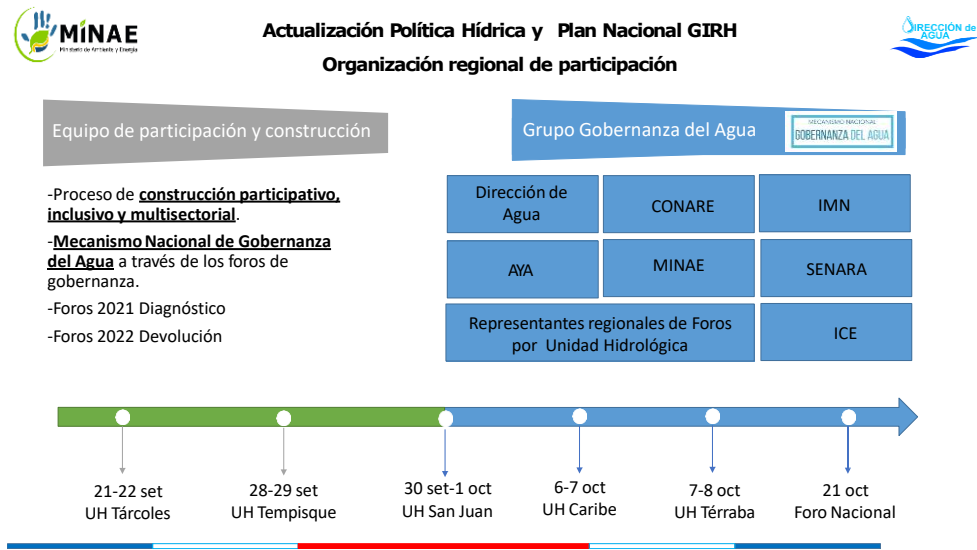 MINAE
Ministerio de Ambiente y Energía
Actualización Política Hídrica y Plan Nacional GIRH
Organización regional de participación
DIRECCIÓN de
AGUA
Equipo de participación y construcción
Grupo Gobernanza del Agua
MECANISMO NACIONAL
GOBERNANZA DEL AGUA
-Proceso de construcción participativo,
inclusivo y multisectorial.
-Mecanismo Nacional de Gobernanza
del Agua a través de los foros de
gobernanza.
-Foros 2021 Diagnóstico
-Foros 2022 Devolución
Dirección de
Agua
CONARE
IMN
AYA
MINAE
SENARA
Representantes regionales de Foros
por Unidad Hidrológica
ICE
21-22 set
UH Tárcoles
28-29 set
UH Tempisque
30 set-1 oct
UH San Juan
6-7 oct
UH Caribe
7-8 oct
UH Térraba
21 oct
Foro Nacional